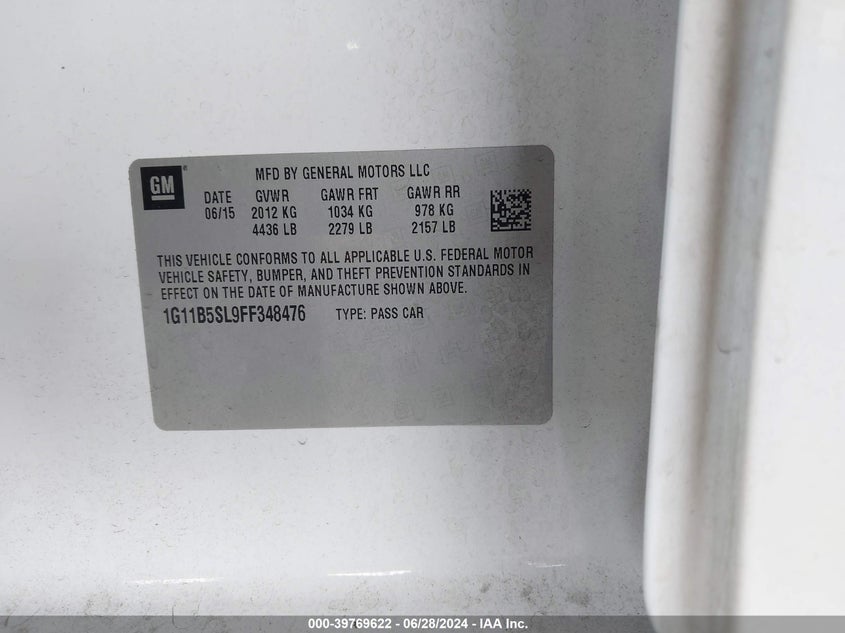 GM
MFD BY GENERAL MOTORS LLC
DATE GVWR GAWR FRT GAWR RR
06/15 2012 KG 1034 KG 978 KG
4436 LB 2279 LB 2157 LB
THIS VEHICLE CONFORMS TO ALL APPLICABLE U.S. FEDERAL MOTOR
VEHICLE SAFETY, BUMPER, AND THEFT PREVENTION STANDARDS IN
EFFECT ON THE DATE OF MANUFACTURE SHOWN ABOVE.
1G11B5SL9FF348476 TYPE: PASS CAR
000-39769622 - 06/28/2024 - IAA Inc.